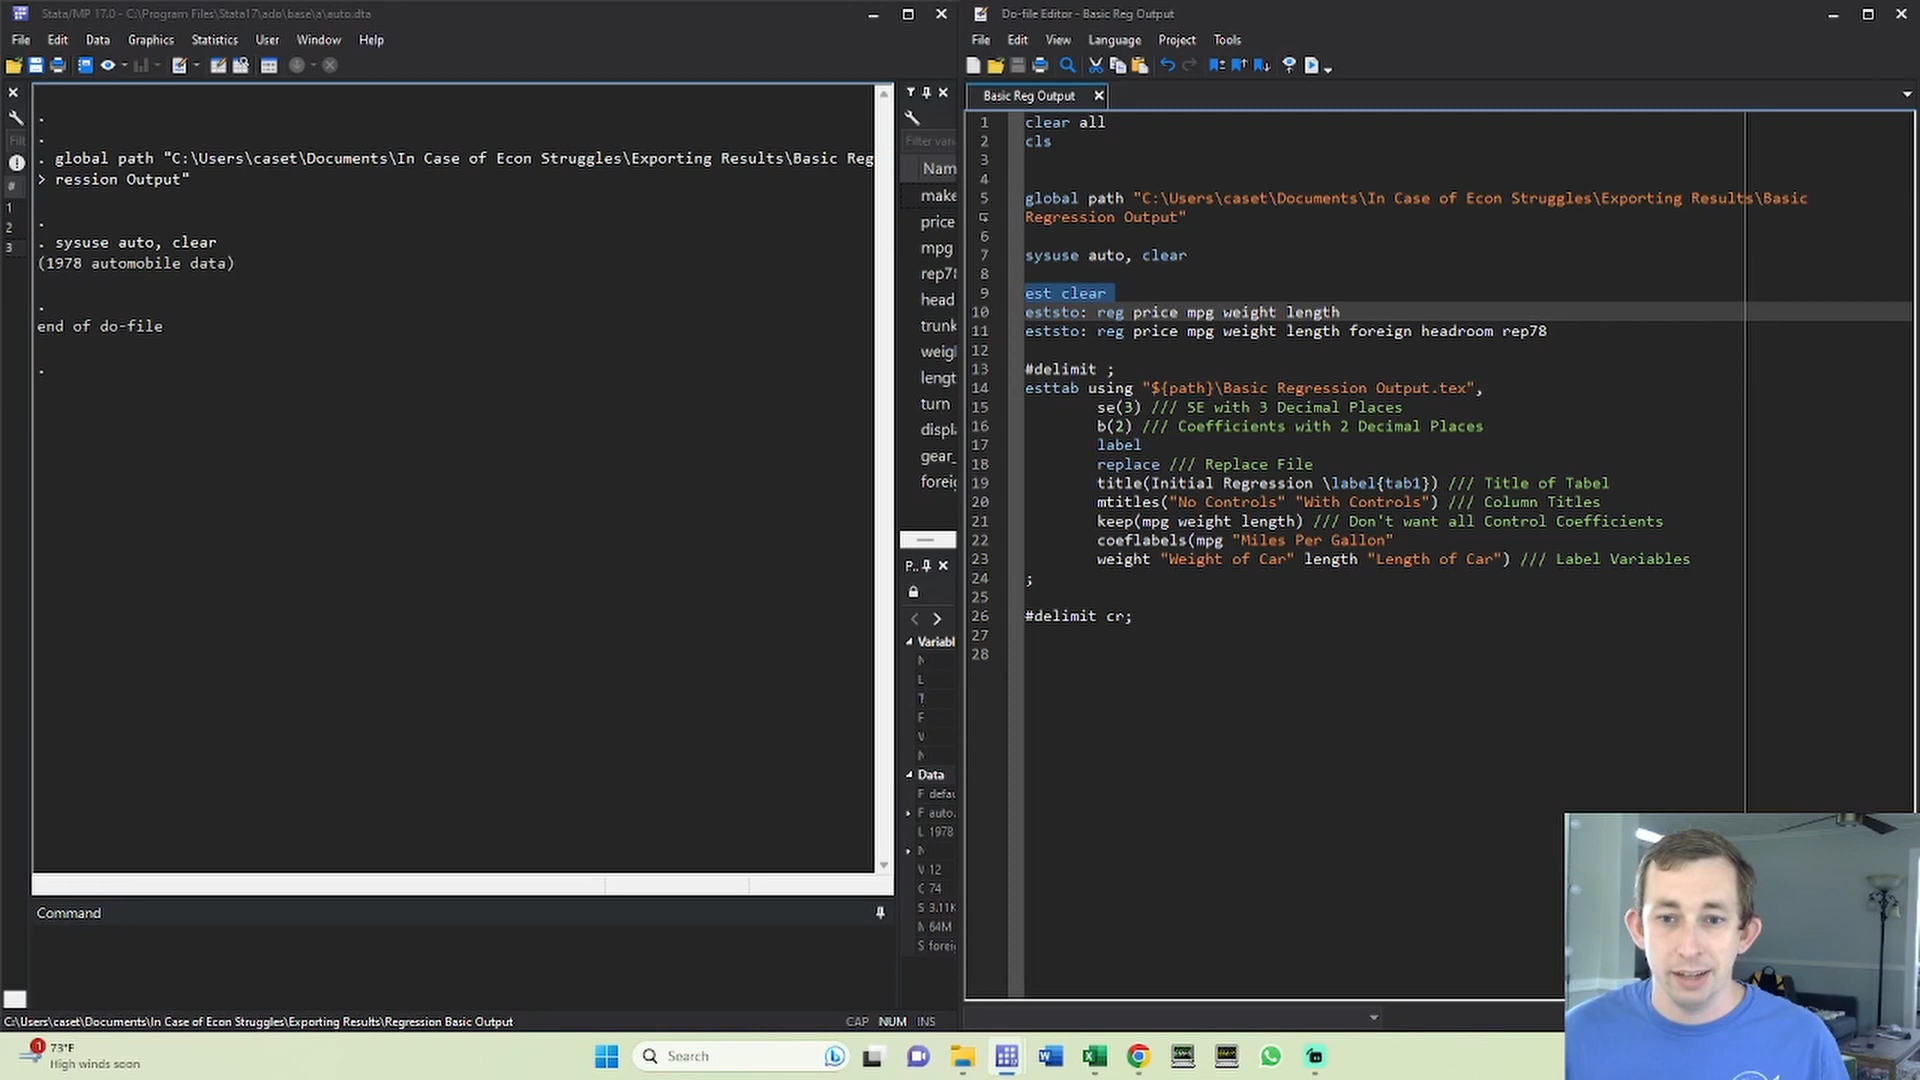 Stata/MP 17.0 - C:\Program Files\Stata17\ado\base\a\auto.dta
File Edit Data Graphics Statistics User Window Help
.
.
. global path "C:\Users\caset\Documents\In Case of Econ Struggles\Exporting Results\Basic Reg
> ression Output"
.
. sysuse auto, clear
(1978 automobile data)
.
end of do-file
.
#
1
2
3
Command
Filter vari
Nam
make
price
mpg
rep78
head
trunk
weigl
lengt
turn
displa
gear_
foreig
P..
Variabl
N
L
T
F
V
N
Data
F defau
F auto.
L 1978
N
V 12
C 74
S 3.11K
N 64M
S foreig
C:\Users\caset\Documents\In Case of Econ Struggles\Exporting Results\Regression Basic Output
CAP NUM INS
Do-file Editor - Basic Reg Output
File Edit View Language Project Tools
Basic Reg Output
1 clear all
2 cls
3
4
5 global path "C:\Users\caset\Documents\In Case of Econ Struggles\Exporting Results\Basic
Regression Output"
6
7 sysuse auto, clear
8
9 est clear
10 eststo: reg price mpg weight length
11 eststo: reg price mpg weight length foreign headroom rep78
12
13 #delimit ;
14 esttab using "${path}\Basic Regression Output.tex",
15 se(3) /// SE with 3 Decimal Places
16 b(2) /// Coefficients with 2 Decimal Places
17 label
18 replace /// Replace File
19 title(Initial Regression \label{tab1}) /// Title of Tabel
20 mtitles("No Controls" "With Controls") /// Column Titles
21 keep(mpg weight length) /// Don't want all Control Coefficients
22 coeflabels(mpg "Miles Per Gallon"
23 weight "Weight of Car" length "Length of Car") /// Label Variables
24 ;
25
26 #delimit cr;
27
28
1
73°F
High winds soon
Search